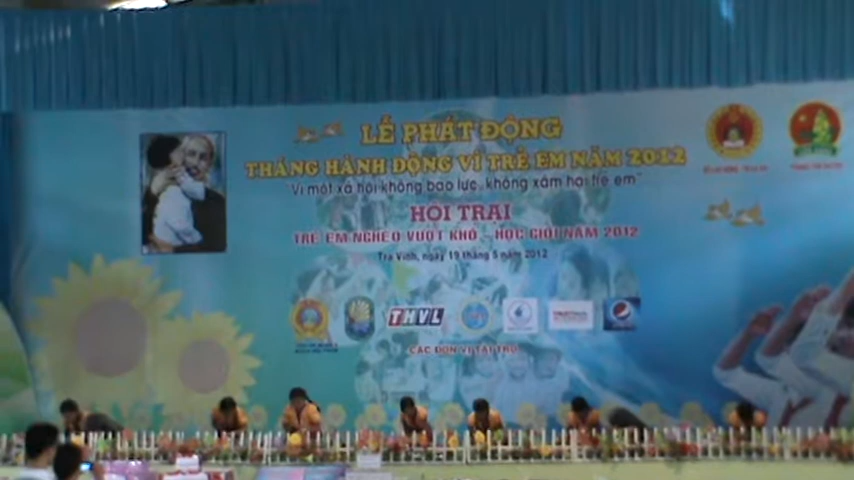 LỄ PHÁT ĐỘNG
THÁNG HÀNH ĐỘNG VÌ TRẺ EM NĂM 2012
"Vì một xã hội không bạo lực, không xâm hại trẻ em"
HỘI TRẠI
TRẺ EM NGHÈO VƯỢT KHÓ - HỌC GIỎI NĂM 2012
Trà Vinh, ngày 19 tháng 5 năm 2012
THVL
pepsi
CÁC ĐƠN VỊ TÀI TRỢ